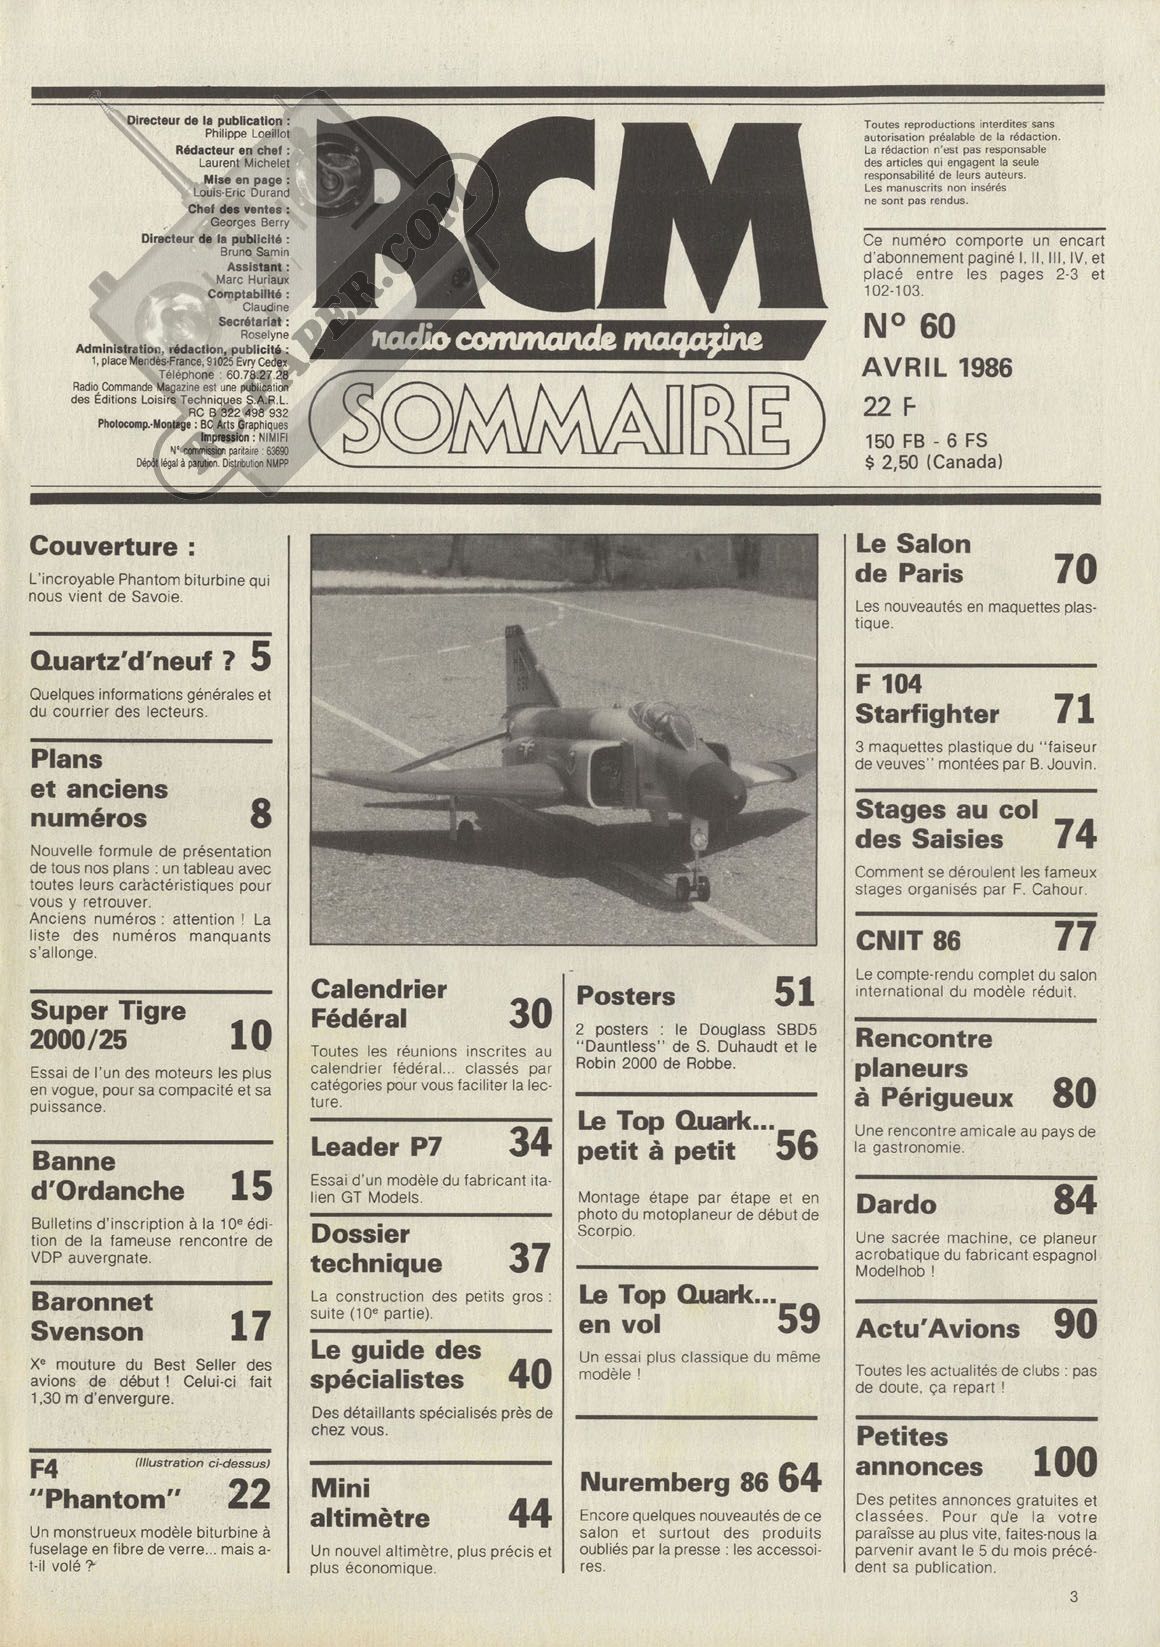 Directeur de la publication :
Philippe Loeillot
Rédacteur en chef :
Laurent Michelet
Mise en page :
Louis-Eric Durand
Chef des ventes :
Georges Berry
Directeur de la publicité :
Bruno Samin
Assistant :
Marc Huriaux
Comptabilité :
Claudine
Secrétariat :
Roselyne
Administration, rédaction, publicité :
1, place Mendès-France, 91025 Évry Cedex
Téléphone : 60.78.27.28
Radio Commande Magazine est une publication
des Éditions Loisirs Techniques S.A.R.L.
RC B 322 498 932
Photocomp.-Montage : BC Arts Graphiques
Impression : NIMIFI
N° commission paritaire : 63690
Dépôt légal à parution. Distribution NMPP
RCM
radio commande magazine
SOMMAIRE
Toutes reproductions interdites sans
autorisation préalable de la rédaction.
La rédaction n'est pas responsable
des articles qui engagent la seule
responsabilité de leurs auteurs.
Les manuscrits non insérés
ne sont pas rendus.
Ce numéro comporte un encart
d'abonnement paginé I, II, III, IV, et
placé entre les pages 2-3 et
102-103.
N° 60
AVRIL 1986
22 F
150 FB - 6 FS
$ 2,50 (Canada)
Couverture :
L'incroyable Phantom biturbine qui
nous vient de Savoie.
Quartz'd'neuf ? 5
Quelques informations générales et
du courrier des lecteurs.
Plans
et anciens
numéros 8
Nouvelle formule de présentation
de tous nos plans : un tableau avec
toutes leurs caractéristiques pour
vous y retrouver.
Anciens numéros : attention ! La
liste des numéros manquants
s'allonge.
Super Tigre
2000/25 10
Essai de l'un des moteurs les plus
en vogue, pour sa compacité et sa
puissance.
Banne
d'Ordanche 15
Bulletins d'inscription à la 10e édi-
tion de la fameuse rencontre de
VDP auvergnate.
Baronnet
Svenson 17
Xe mouture du Best Seller des
avions de début ! Celui-ci fait
1,30 m d'envergure.
F4 (Illustration ci-dessus)
"Phantom" 22
Un monstrueux modèle biturbine à
fuselage en fibre de verre... mais a-
t-il volé ?
Calendrier
Fédéral 30
Toutes les réunions inscrites au
calendrier fédéral... classés par
catégories pour vous faciliter la lec-
ture.
Leader P7 34
Essai d'un modèle du fabricant ita-
lien GT Models.
Dossier
technique 37
La construction des petits gros :
suite (10e partie).
Le guide des
spécialistes 40
Des détaillants spécialisés près de
chez vous.
Mini
altimètre 44
Un nouvel altimètre, plus précis et
plus économique.
Posters 51
2 posters : le Douglass SBD5
"Dauntless" de S. Duhaudt et le
Robin 2000 de Robbe.
Le Top Quark...
petit à petit 56
Montage étape par étape et en
photo du motoplaneur de début de
Scorpio.
Le Top Quark...
en vol 59
Un essai plus classique du même
modèle !
Nuremberg 86 64
Encore quelques nouveautés de ce
salon et surtout des produits
oubliés par la presse : les accessoi-
res.
Le Salon
de Paris 70
Les nouveautés en maquettes plas-
tique.
F 104
Starfighter 71
3 maquettes plastique du "faiseur
de veuves" montées par B. Jouvin.
Stages au col
des Saisies 74
Comment se déroulent les fameux
stages organisés par F. Cahour.
CNIT 86 77
Le compte-rendu complet du salon
international du modèle réduit.
Rencontre
planeurs
à Périgueux 80
Une rencontre amicale au pays de
la gastronomie.
Dardo 84
Une sacrée machine, ce planeur
acrobatique du fabricant espagnol
Modelhob !
Actu'Avions 90
Toutes les actualités de clubs : pas
de doute, ça repart !
Petites
annonces 100
Des petites annonces gratuites et
classées. Pour que la votre
paraîsse au plus vite, faites-nous la
parvenir avant le 5 du mois précé-
dent sa publication.
3